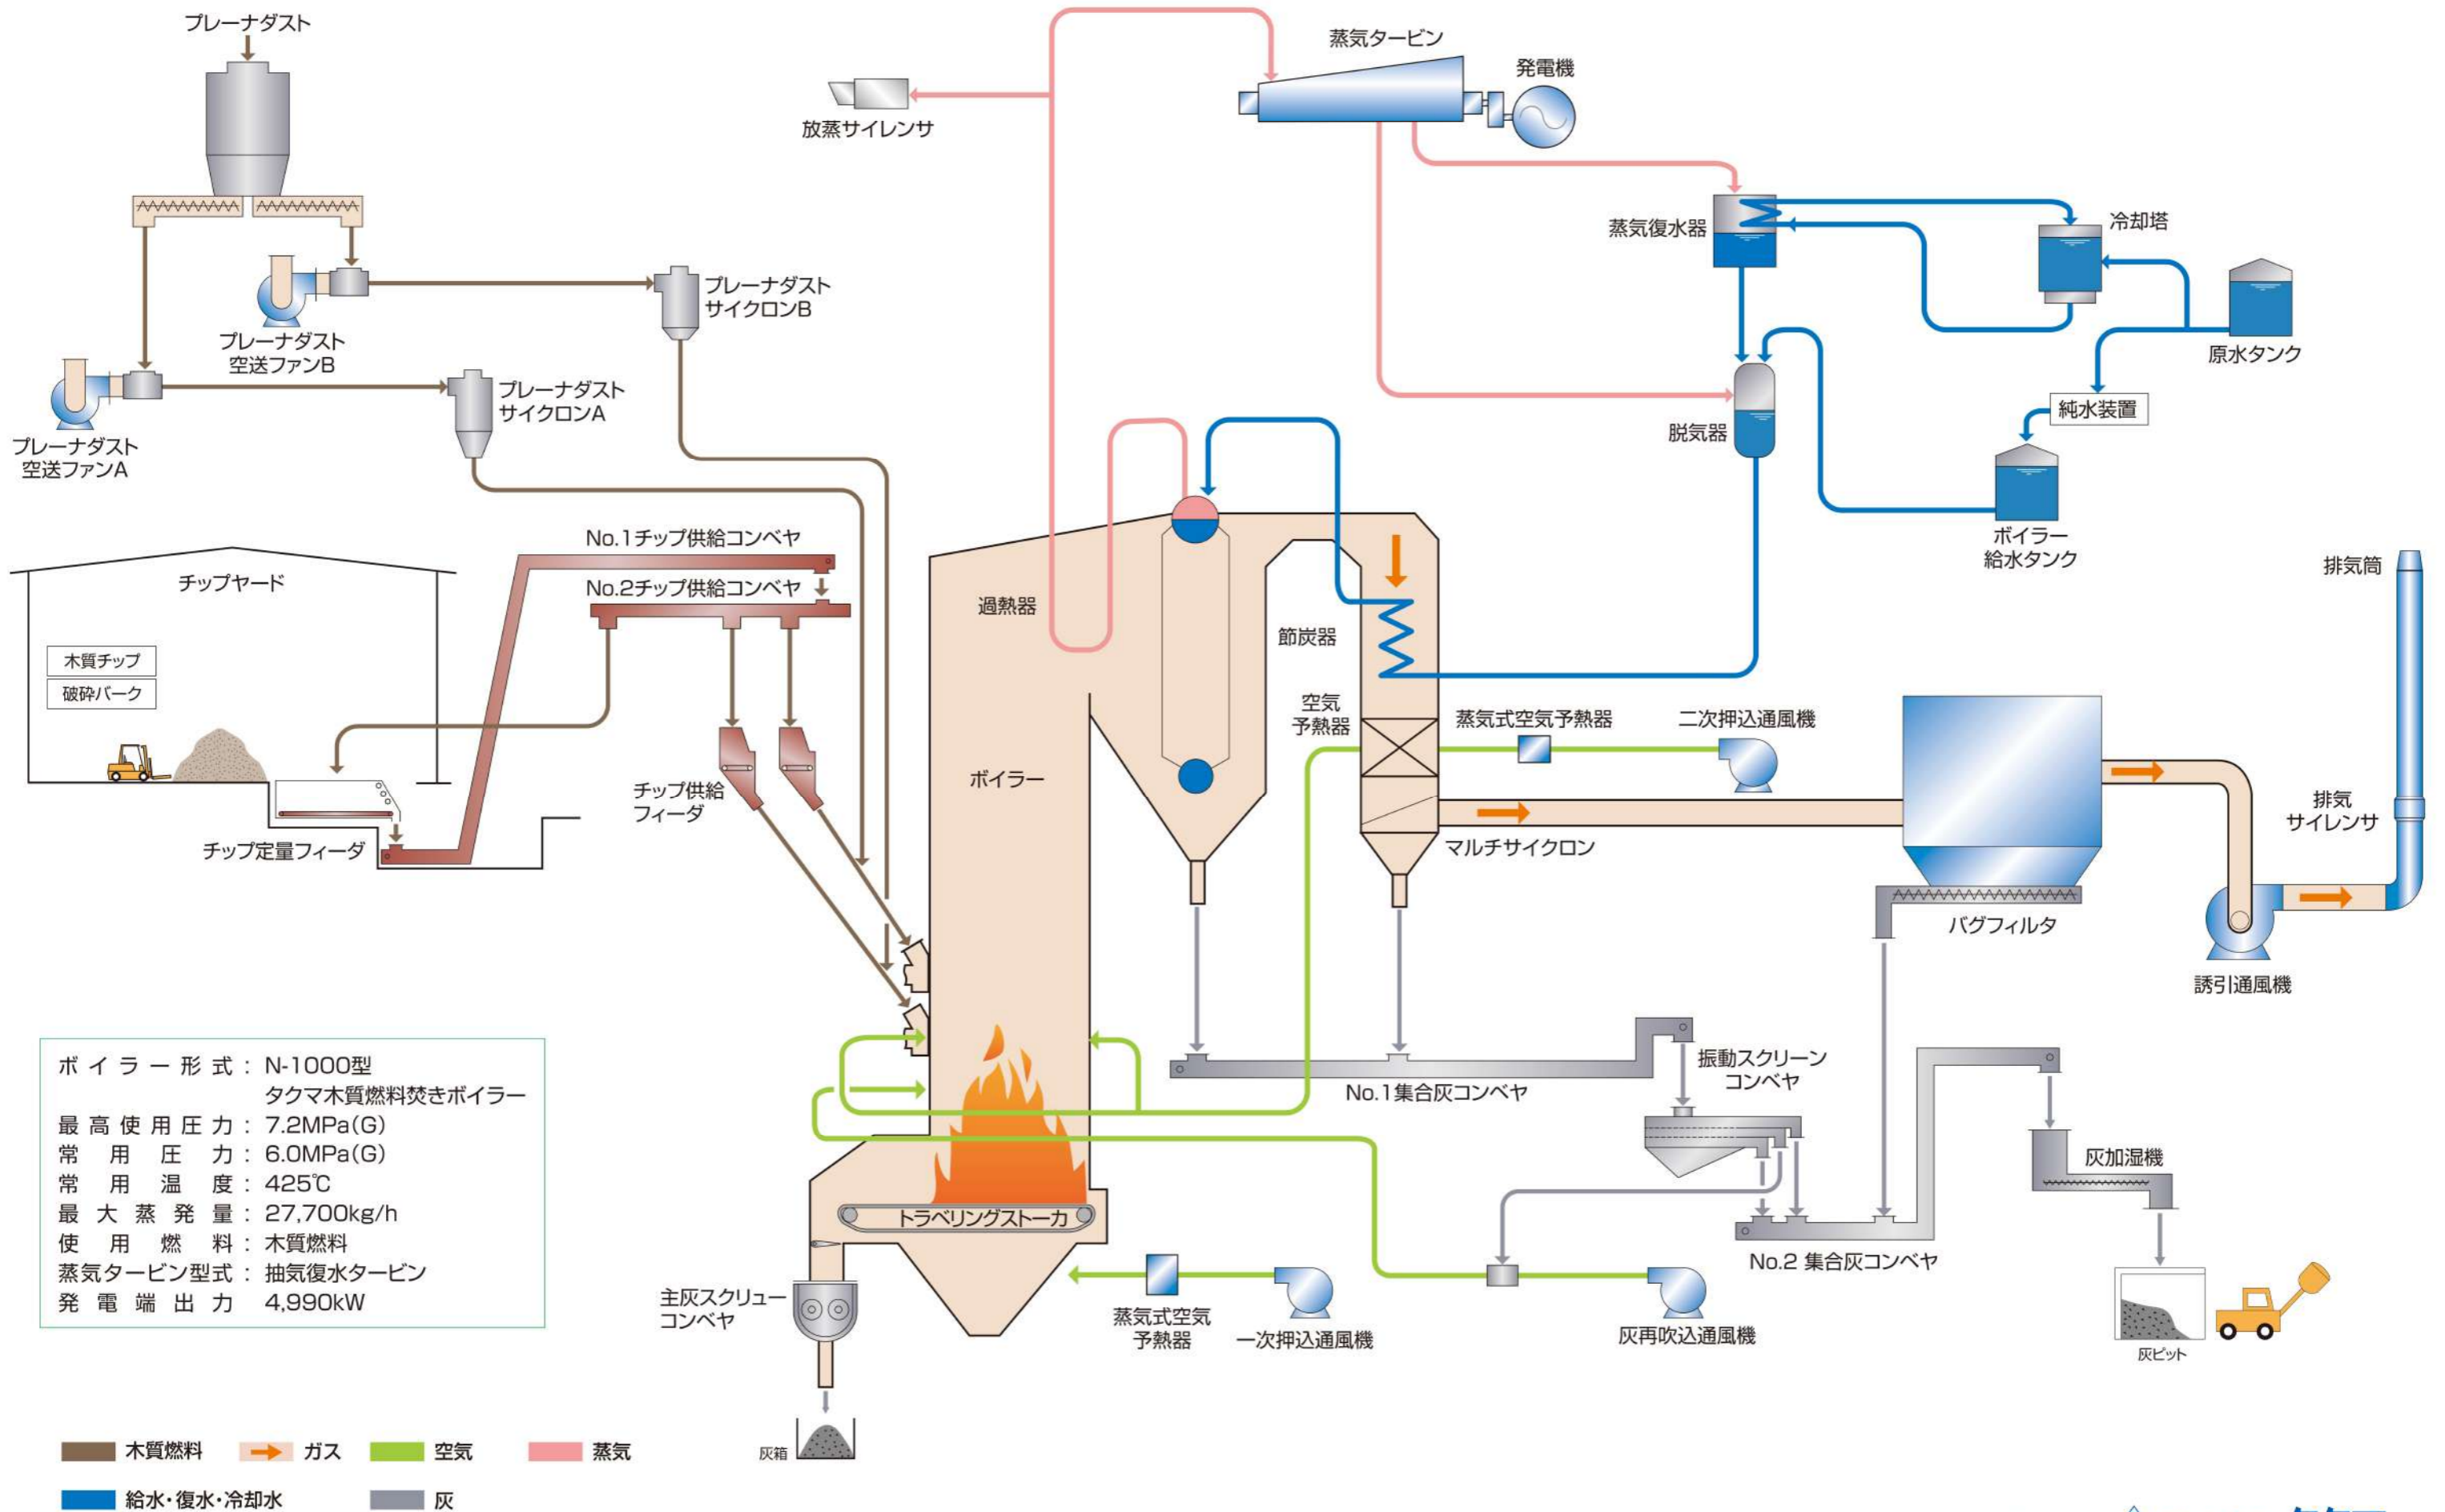 プレーナダスト
蒸気タービン
発電機
放蒸サイレンサ
プレーナダスト
サイクロンB
蒸気復水器
冷却塔
プレーナダスト
空送ファンB
原水タンク
プレーナダスト
サイクロンA
純水装置
脱気器
プレーナダスト
空送ファンA
ボイラー
給水タンク
No.1チップ供給コンベヤ
No.2チップ供給コンベヤ
チップヤード
排気筒
過熱器
節炭器
木質チップ
破砕バーク
空気
予熱器
蒸気式空気予熱器
二次押込通風機
ボイラー
チップ供給
フィーダ
排気
サイレンサ
チップ定量フィーダ
マルチサイクロン
バグフィルタ
誘引通風機
振動スクリーン
コンベヤ
No.1集合灰コンベヤ
灰加湿機
トラベリングストーカ
No.2 集合灰コンベヤ
主灰スクリュー
コンベヤ
蒸気式空気
予熱器
一次押込通風機
灰再吹込通風機
灰ピット
灰箱
ボイラー形式：N-1000型
タクマ木質燃料焚きボイラー
最高使用圧力：7.2MPa(G)
常用圧力：6.0MPa(G)
常用温度：425℃
最大蒸発量：27,700kg/h
使用燃料：木質燃料
蒸気タービン型式：抽気復水タービン
発電端出力 4,990kW
木質燃料 ガス 空気 蒸気
給水・復水・冷却水 灰